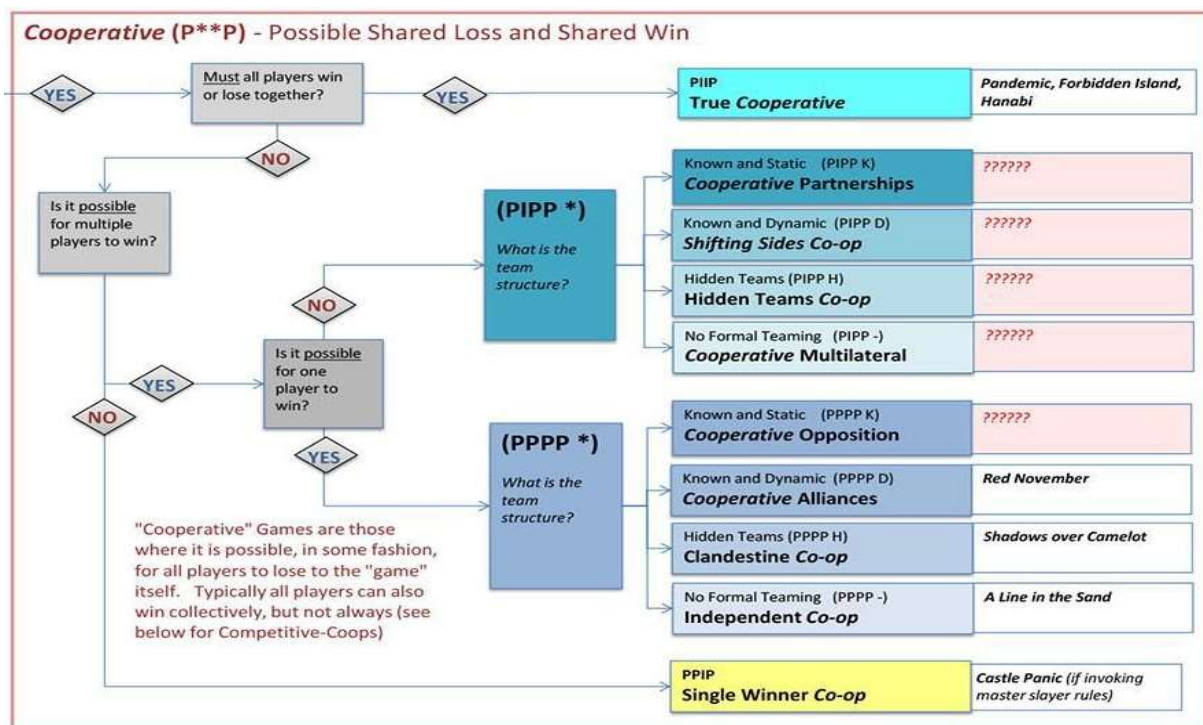 Cooperative (P**P) - Possible Shared Loss and Shared Win
YES
Must all players win
or lose together?
YES
PIIP
True Cooperative
Pandemic, Forbidden Island,
Hanabi
NO
Is it possible
for multiple
players to win?
(PIPP *)
What is the
team
structure?
Known and Static (PIPP K)
Cooperative Partnerships
??????
Known and Dynamic (PIPP D)
Shifting Sides Co-op
??????
Hidden Teams (PIPP H)
Hidden Teams Co-op
??????
No Formal Teaming (PIPP -)
Cooperative Multilateral
??????
NO
YES
Is it possible
for one
player to
win?
NO
YES
(PPPP *)
What is the
team
structure?
Known and Static (PPPP K)
Cooperative Opposition
??????
Known and Dynamic (PPPP D)
Cooperative Alliances
Red November
Hidden Teams (PPPP H)
Clandestine Co-op
Shadows over Camelot
No Formal Teaming (PPPP -)
Independent Co-op
A Line in the Sand
"Cooperative" Games are those
where it is possible, in some fashion,
for all players to lose to the "game"
itself. Typically all players can also
win collectively, but not always (see
below for Competitive-Coops)
PPIP
Single Winner Co-op
Castle Panic (if invoking
master slayer rules)